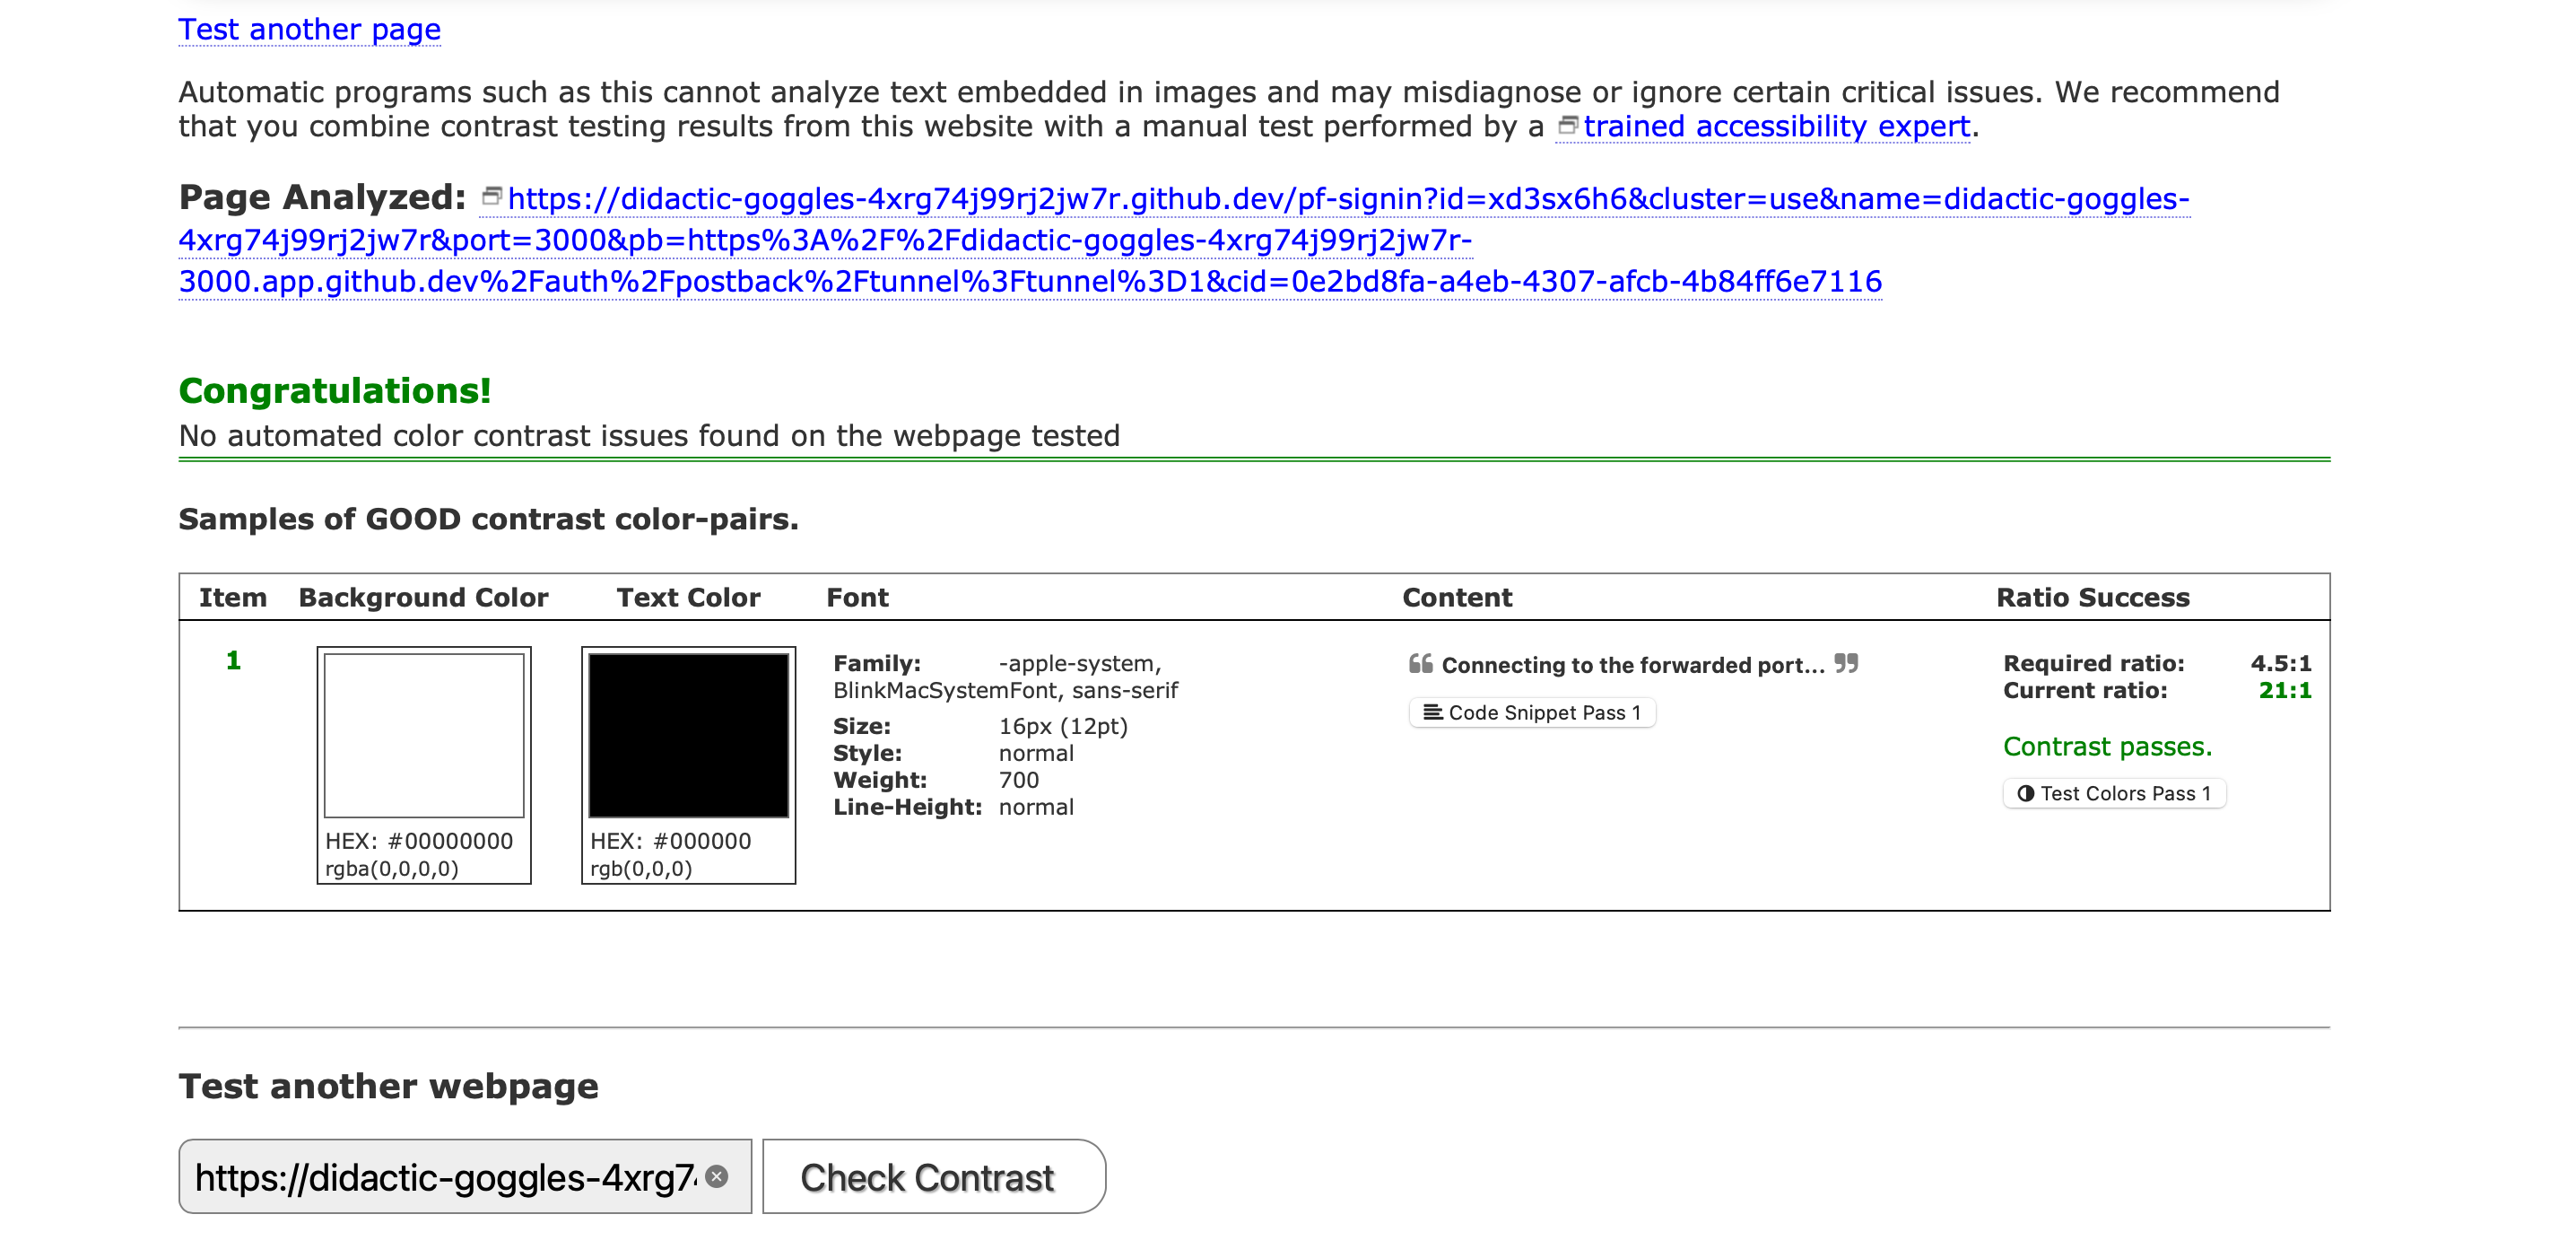 Test another page
Automatic programs such as this cannot analyze text embedded in images and may misdiagnose or ignore certain critical issues. We recommend
that you combine contrast testing results from this website with a manual test performed by a trained accessibility expert.
Page Analyzed: https://didactic-goggles-4xrg74j99rj2jw7r.github.dev/pf-signin?id=xd3sx6h6&cluster=use&name=didactic-goggles-
4xrg74j99rj2jw7r&port=3000&pb=https%3A%2F%2Fdidactic-goggles-4xrg74j99rj2jw7r-
3000.app.github.dev%2Fauth%2Fpostback%2Ftunnel%3Ftunnel%3D1&cid=0e2bd8fa-a4eb-4307-afcb-4b84ff6e7116
Congratulations!
No automated color contrast issues found on the webpage tested
Samples of GOOD contrast color-pairs.
Item Background Color Text Color Font Content Ratio Success
1
HEX: #00000000
rgba(0,0,0,0)
HEX: #000000
rgb(0,0,0)
Family: -apple-system,
BlinkMacSystemFont, sans-serif
Size: 16px (12pt)
Style: normal
Weight: 700
Line-Height: normal
❝ Connecting to the forwarded port... ❞
Code Snippet Pass 1
Required ratio: 4.5:1
Current ratio: 21:1
Contrast passes.
Test Colors Pass 1
Test another webpage
https://didactic-goggles-4xrg7
Check Contrast